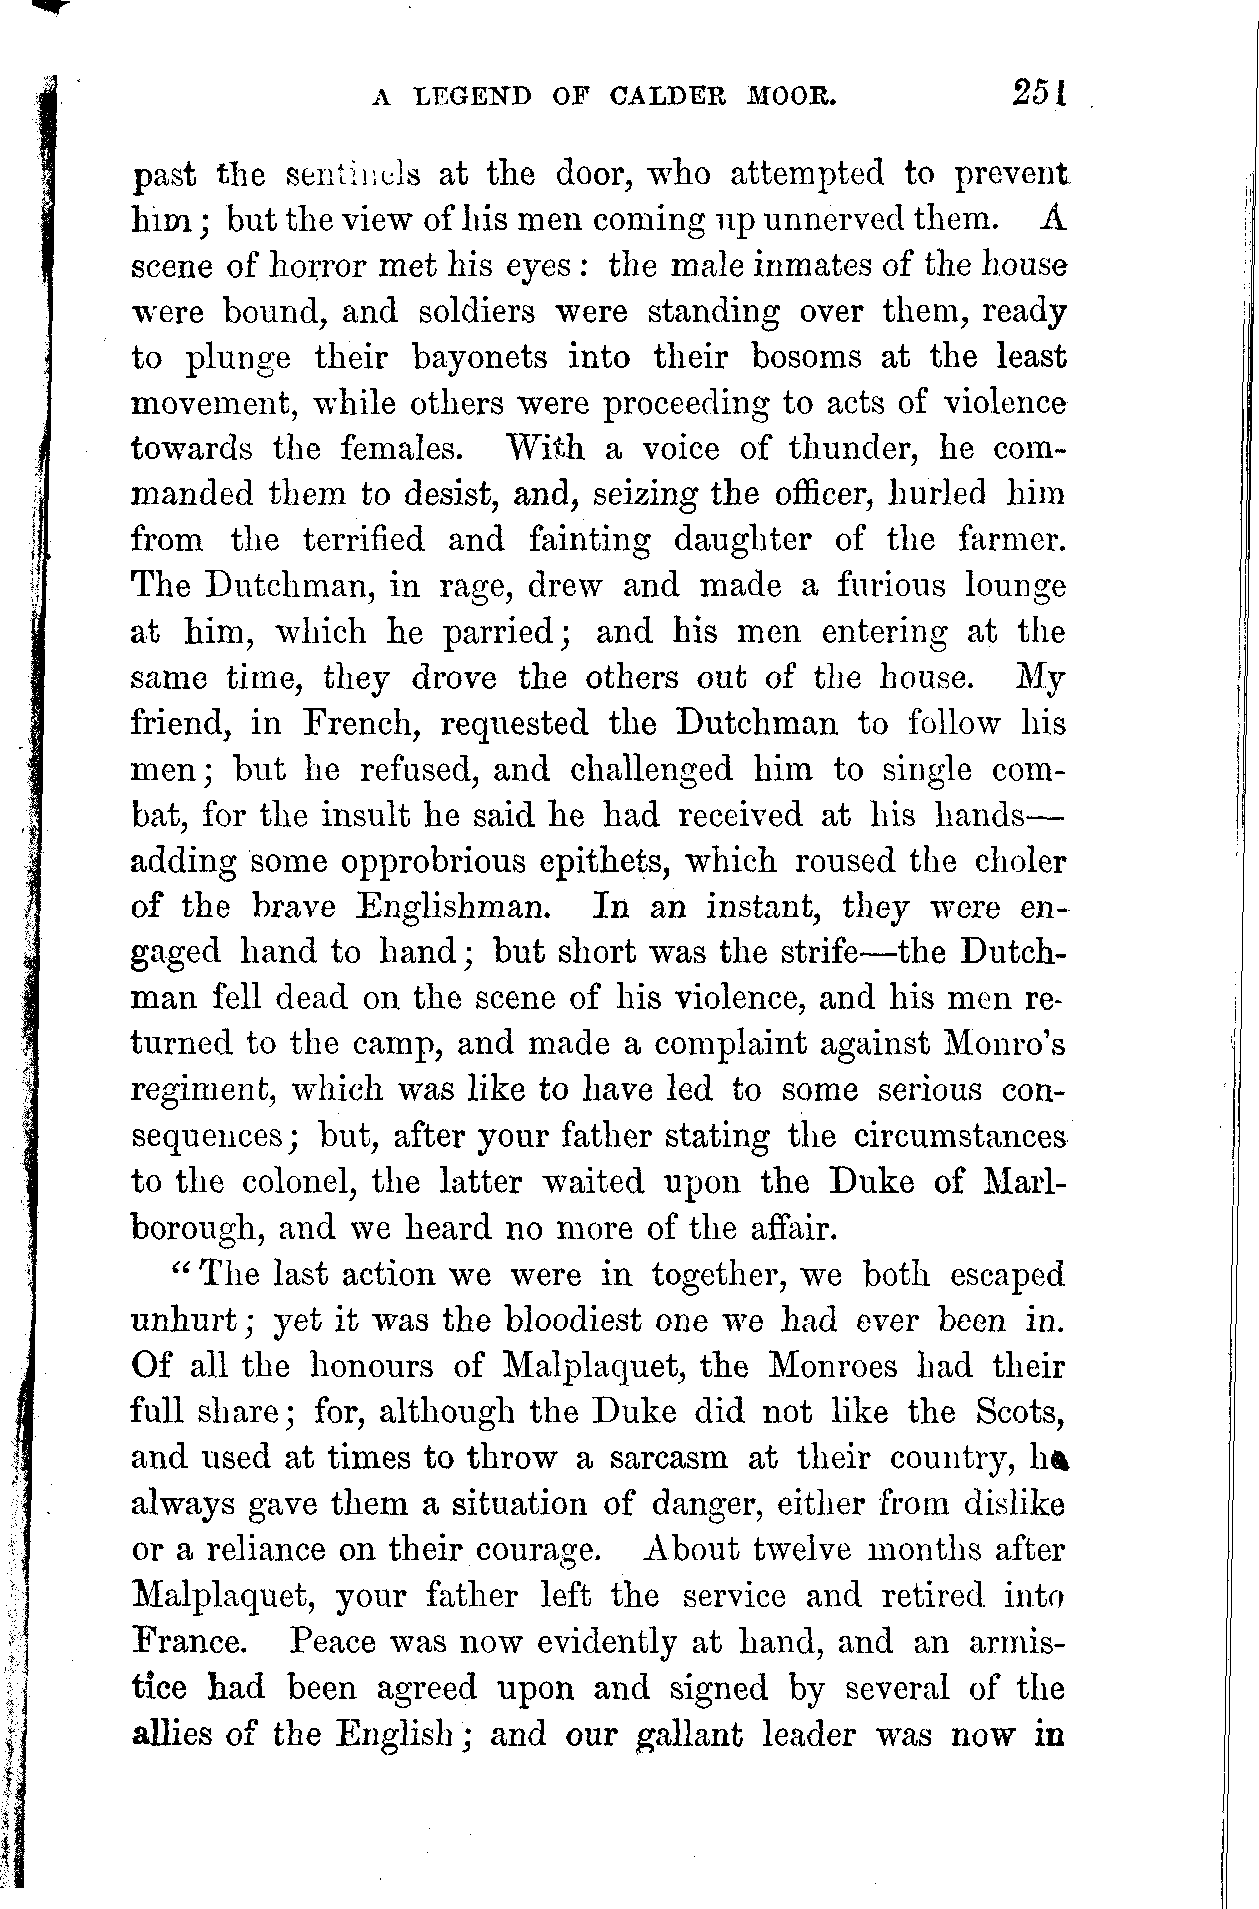 A LEGEND OF CALDER MOOR. 251
past the sentinels at the door, who attempted to prevent
him; but the view of his men coming up unnerved them. A
scene of horror met his eyes: the male inmates of the house
were bound, and soldiers were standing over them, ready
to plunge their bayonets into their bosoms at the least
movement, while others were proceeding to acts of violence
towards the females. With a voice of thunder, he com-
manded them to desist, and, seizing the officer, hurled him
from the terrified and fainting daughter of the farmer.
The Dutchman, in rage, drew and made a furious lounge
at him, which he parried; and his men entering at the
same time, they drove the others out of the house. My
friend, in French, requested the Dutchman to follow his
men; but he refused, and challenged him to single com-
bat, for the insult he said he had received at his hands—
adding some opprobrious epithets, which roused the choler
of the brave Englishman. In an instant, they were en-
gaged hand to hand; but short was the strife—the Dutch-
man fell dead on the scene of his violence, and his men re-
turned to the camp, and made a complaint against Monro's
regiment, which was like to have led to some serious con-
sequences; but, after your father stating the circumstances
to the colonel, the latter waited upon the Duke of Marl-
borough, and we heard no more of the affair.
"The last action we were in together, we both escaped
unhurt; yet it was the bloodiest one we had ever been in.
Of all the honours of Malplaquet, the Monroes had their
full share; for, although the Duke did not like the Scots,
and used at times to throw a sarcasm at their country, he
always gave them a situation of danger, either from dislike
or a reliance on their courage. About twelve months after
Malplaquet, your father left the service and retired into
France. Peace was now evidently at hand, and an armis-
tice had been agreed upon and signed by several of the
allies of the English; and our gallant leader was now in